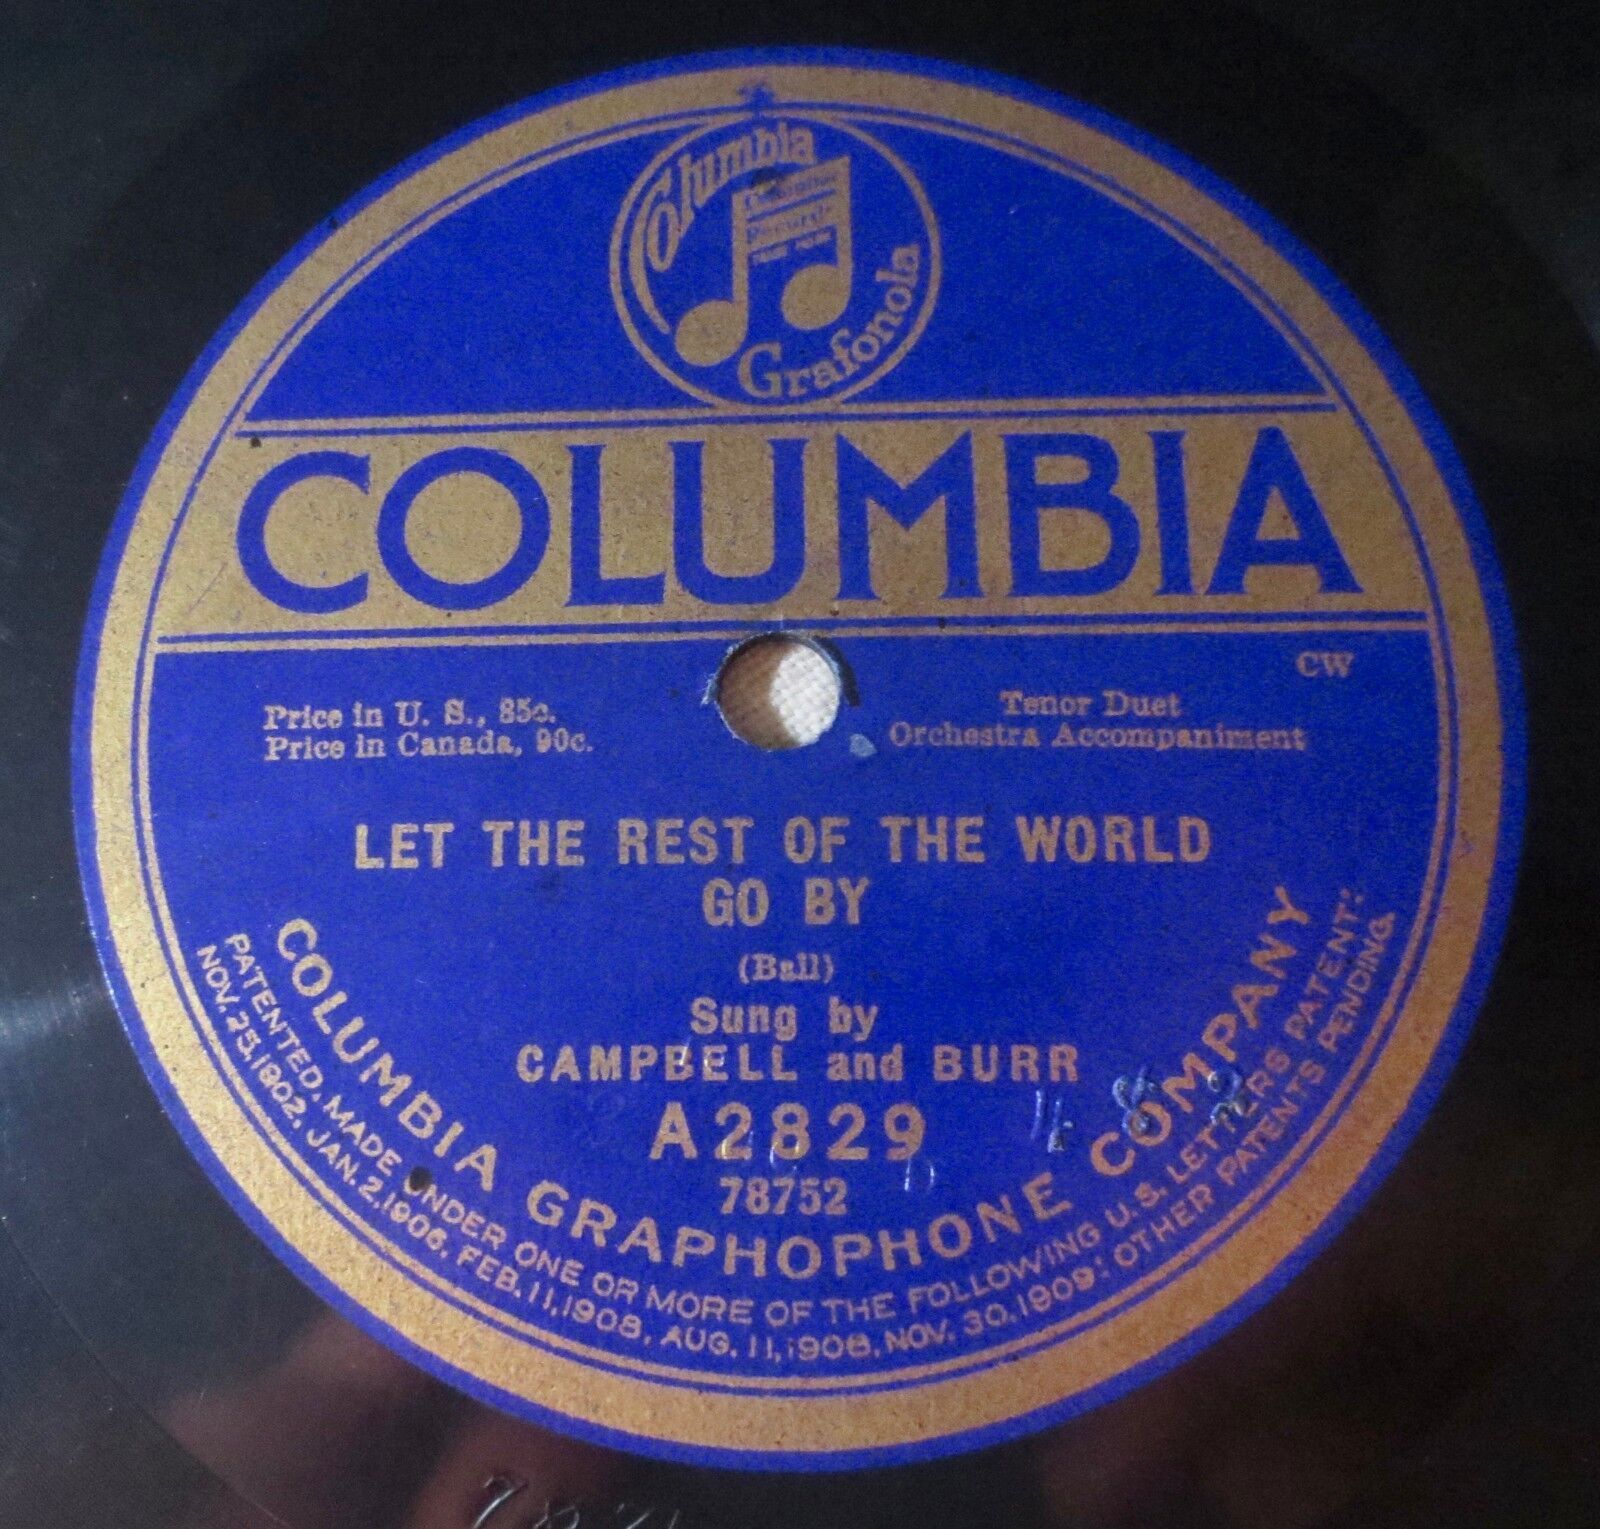 Columbia
Records
Grafonola
COLUMBIA
CW
Price in U. S., 85c.
Price in Canada, 90c.
Tenor Duet
Orchestra Accompaniment
LET THE REST OF THE WORLD
GO BY
(Ball)
Sung by
CAMPBELL and BURR
A2829
78752
COLUMBIA GRAPHOPHONE COMPANY
PATENTED, MADE UNDER ONE OR MORE OF THE FOLLOWING U.S. LETTERS PATENT:
NOV. 25, 1902, JAN. 2, 1906, FEB. 11, 1908, AUG. 11, 1908, NOV. 30, 1909; OTHER PATENTS PENDING.